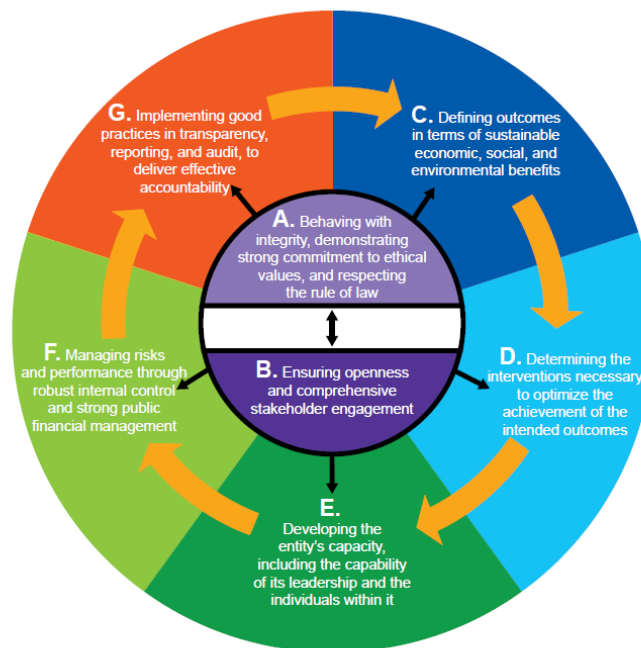 G. Implementing good
practices in transparency,
reporting, and audit, to
deliver effective
accountability
C. Defining outcomes
in terms of sustainable
economic, social, and
environmental benefits
A. Behaving with
integrity, demonstrating
strong commitment to ethical
values, and respecting
the rule of law
B. Ensuring openness
and comprehensive
stakeholder engagement
D. Determining the
interventions necessary
to optimize the
achievement of the
intended outcomes
E.
Developing the
entity's capacity,
including the capability
of its leadership and the
individuals within it
F. Managing risks
and performance through
robust internal control
and strong public
financial management